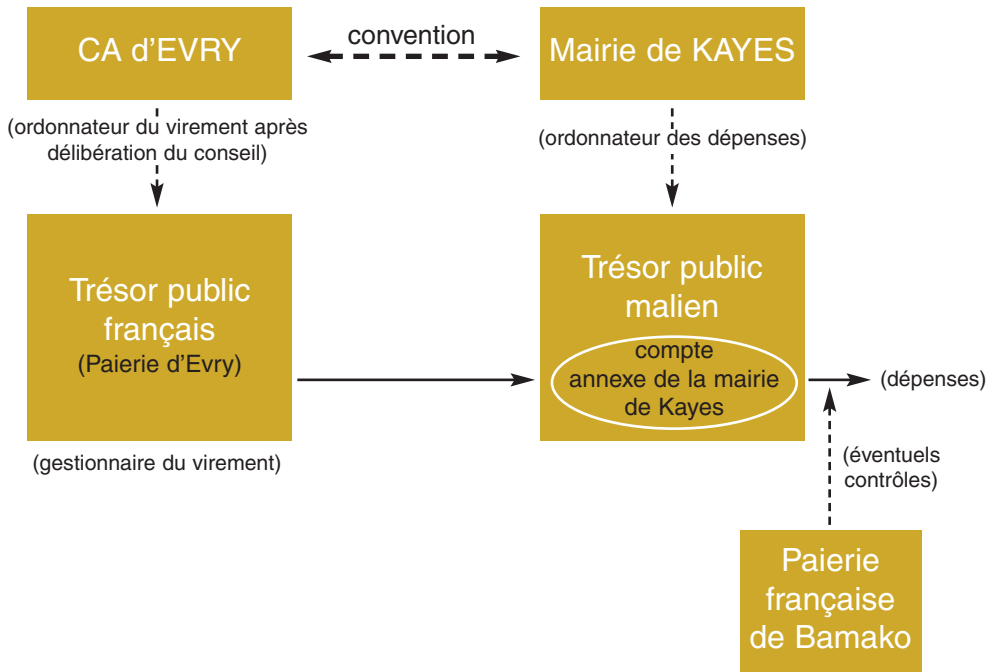 CA d'EVRY
convention
Mairie de KAYES
(ordonnateur du virement après
délibération du conseil)
(ordonnateur des dépenses)
Trésor public
français
(Paierie d'Evry)
(gestionnaire du virement)
Trésor public
malien
compte
annexe de la mairie
de Kayes
(dépenses)
(éventuels
contrôles)
Paierie
française
de Bamako